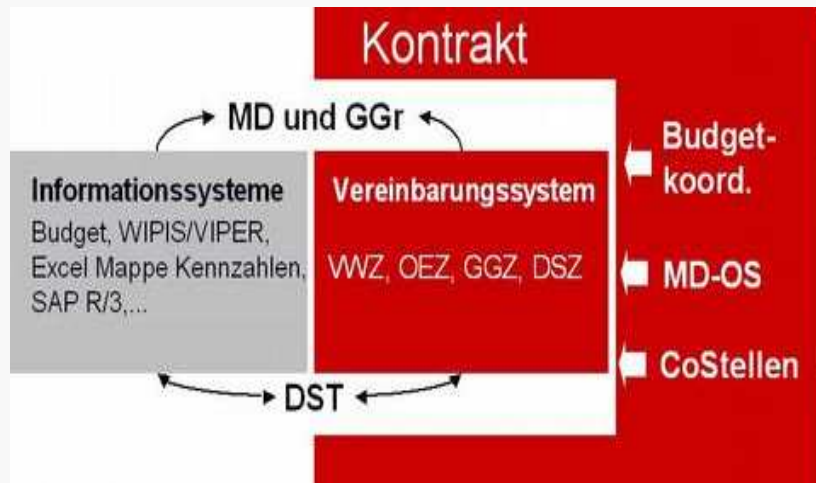 Kontrakt
MD und GGr
Informationssysteme
Budget, WIPIS/VIPER,
Excel Mappe Kennzahlen,
SAP R/3,...
Vereinbarungssystem
VWZ, OEZ, GGZ, DSZ
Budget-
koord.
MD-OS
CoStellen
DST